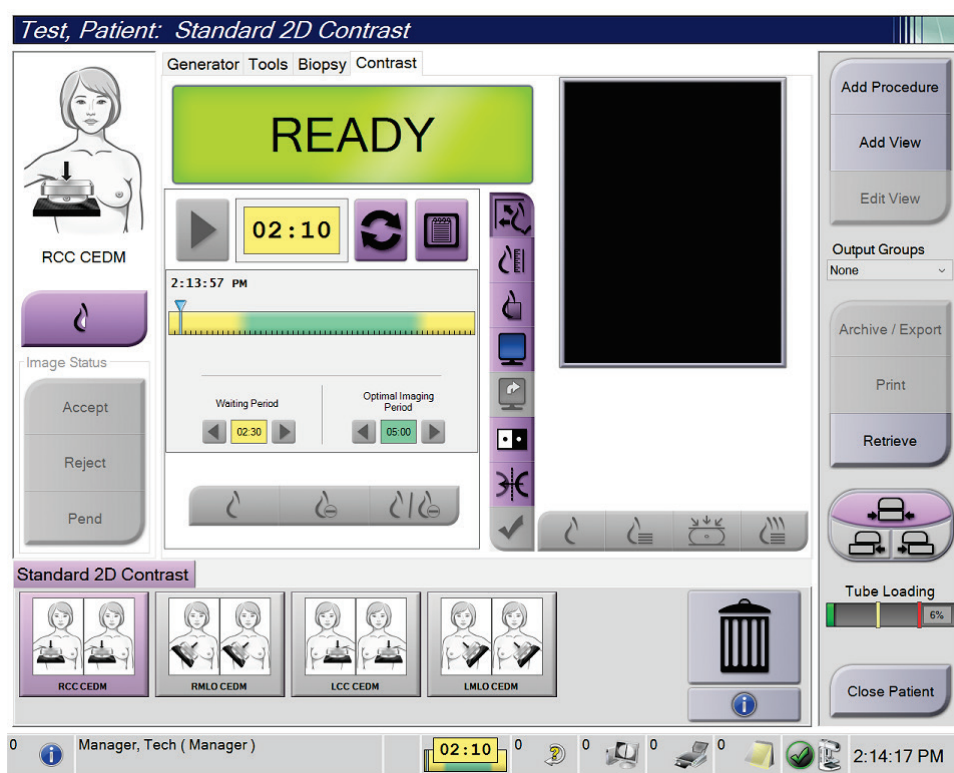 Test, Patient:  Standard 2D Contrast
Generator Tools Biopsy Contrast
READY
RCC CEDM
02:10
2:13:57 PM
Waiting Period
02:30
Optimal Imaging
Period
05:00
Image Status
Accept
Reject
Pend
Add Procedure
Add View
Edit View
Output Groups
None
Archive / Export
Print
Retrieve
Tube Loading
6%
Close Patient
Standard 2D Contrast
RCC CEDM
RMLO CEDM
LCC CEDM
LMLO CEDM
0
Manager, Tech ( Manager )
02:10
0
0
0
0
2:14:17 PM